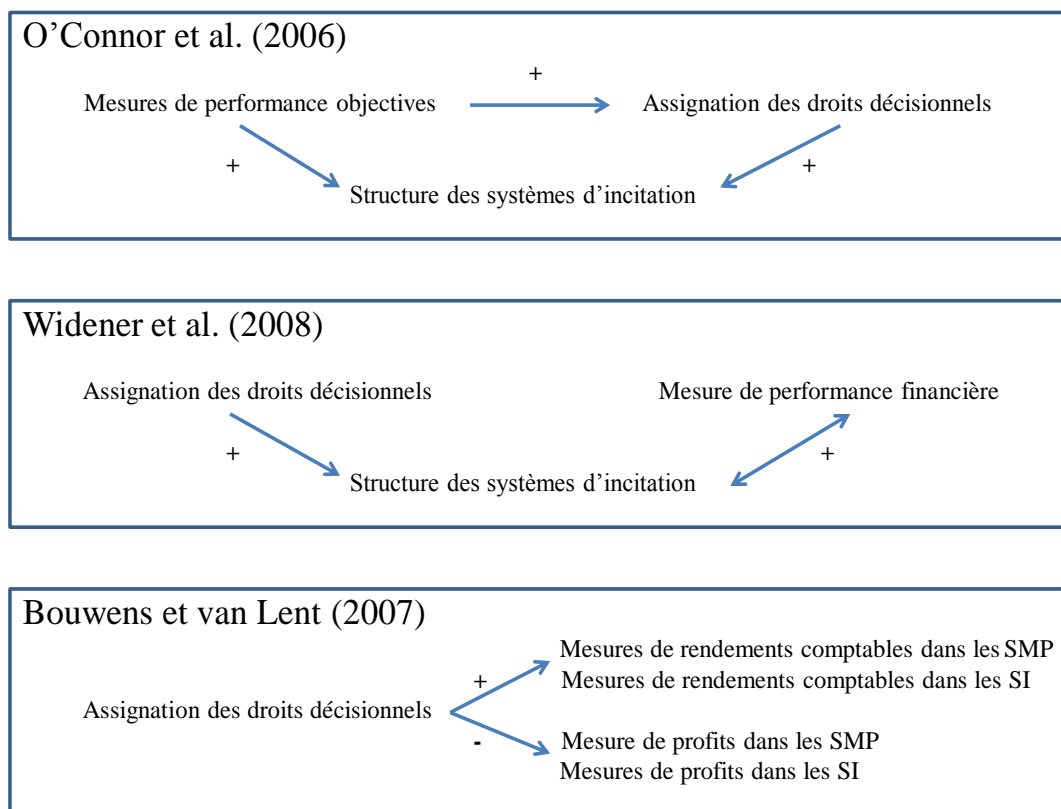 O’Connor et al. (2006)
+
Mesures de performance objectives
Assignation des droits décisionnels
+
+
Structure des systèmes d’incitation
Widener et al. (2008)
Assignation des droits décisionnels
Mesure de performance financière
+
+
Structure des systèmes d’incitation
Bouwens et van Lent (2007)
Mesures de rendements comptables dans les SMP
+
Mesures de rendements comptables dans les SI
Assignation des droits décisionnels
-
Mesure de profits dans les SMP
Mesures de profits dans les SI